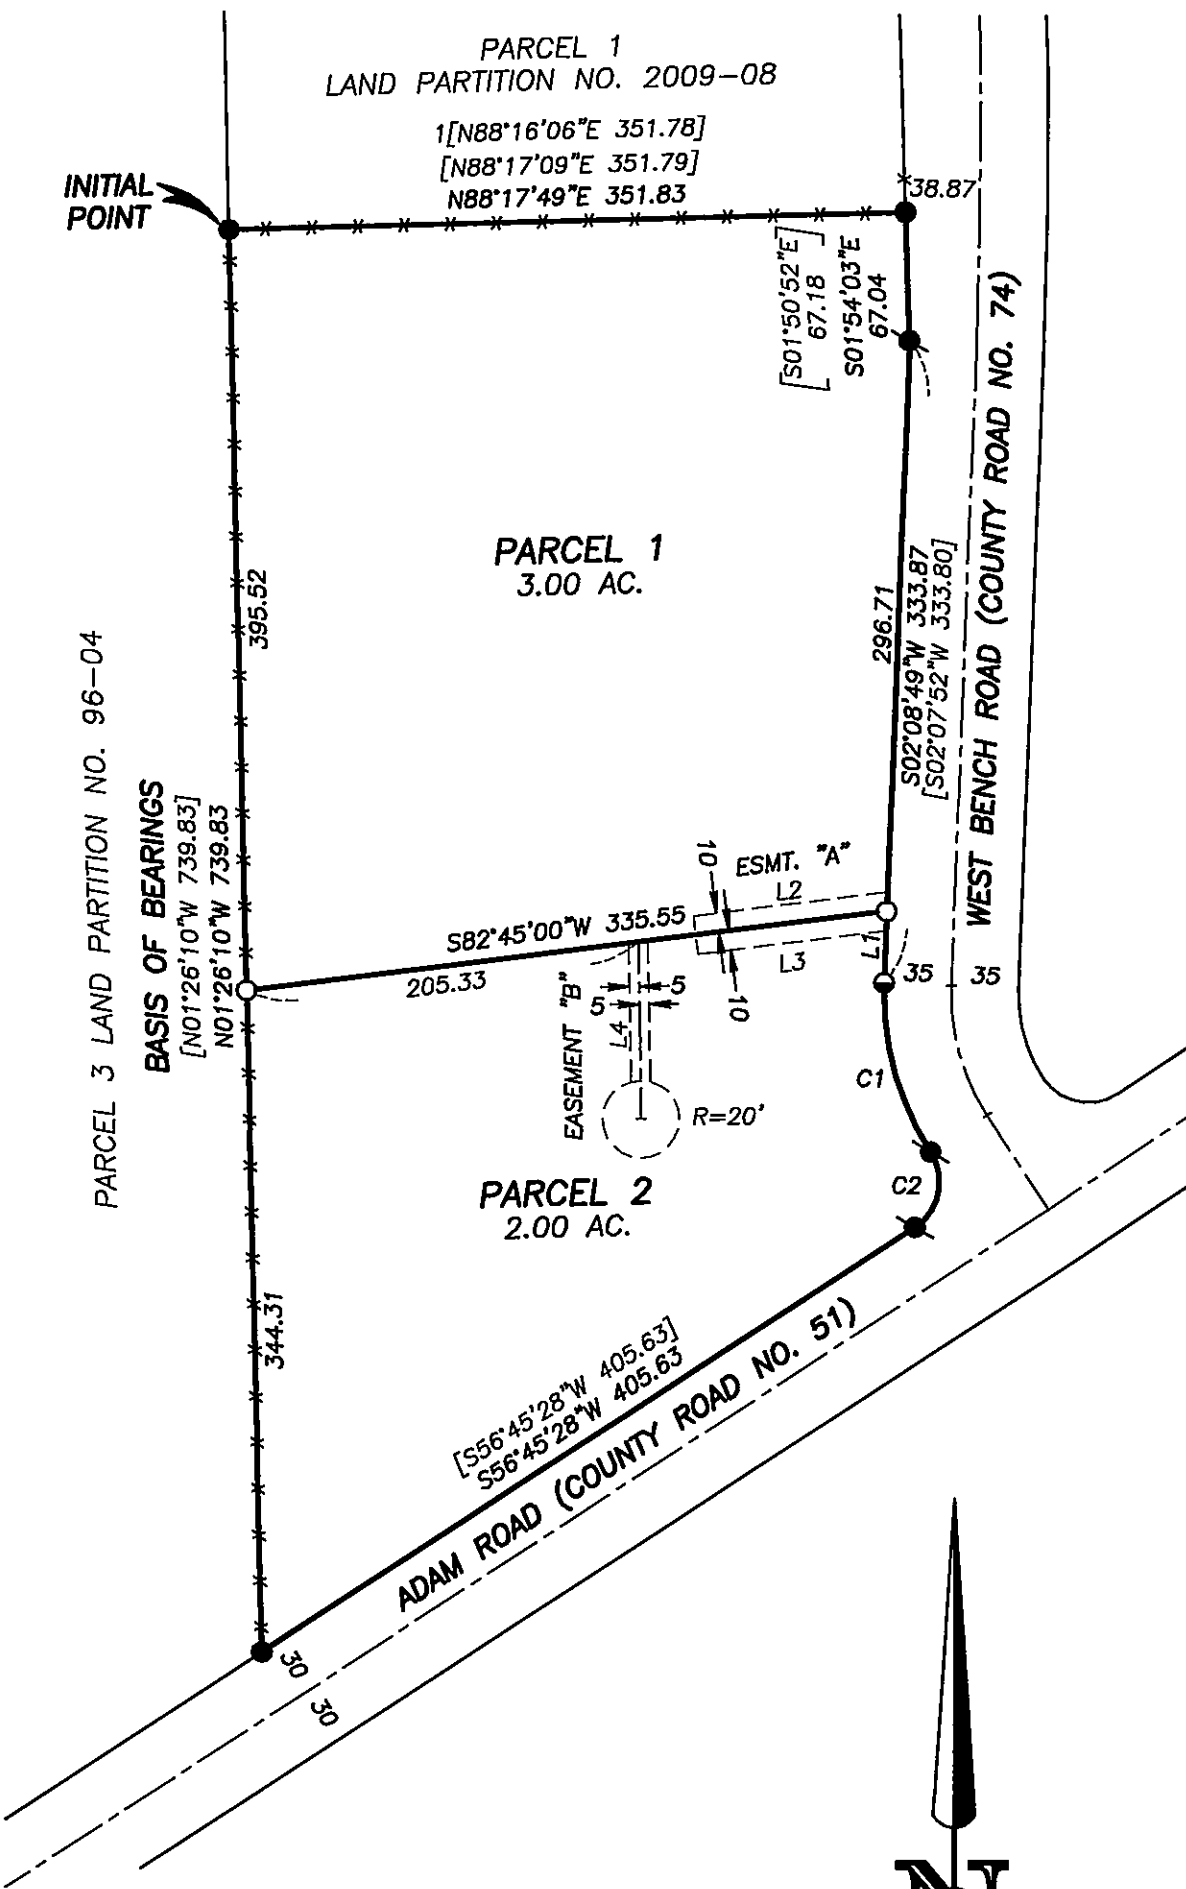 PARCEL 1
LAND PARTITION NO. 2009-08
1[N88°16'06"E 351.78]
[N88°17'09"E 351.79]
N88°17'49"E 351.83
INITIAL
POINT
38.87
[S01°50'52"E]
67.18
S01°54'03"E
67.04
WEST BENCH ROAD (COUNTY ROAD NO. 74)
PARCEL 1
3.00 AC.
395.52
296.71
S02°08'49"W 333.87
[S02°07'52"W 333.80]
PARCEL 3 LAND PARTITION NO. 96-04
BASIS OF BEARINGS
[N01°26'10"W 739.83]
N01°26'10"W 739.83
10
ESMT. "A"
L2
S82°45'00"W 335.55
L1
L3
35
35
205.33
10
5
5
EASEMENT "B"
L4
C1
R=20'
C2
PARCEL 2
2.00 AC.
344.31
[S56°45'28"W 405.63]
S56°45'28"W 405.63
ADAM ROAD (COUNTY ROAD NO. 51)
30
30
N